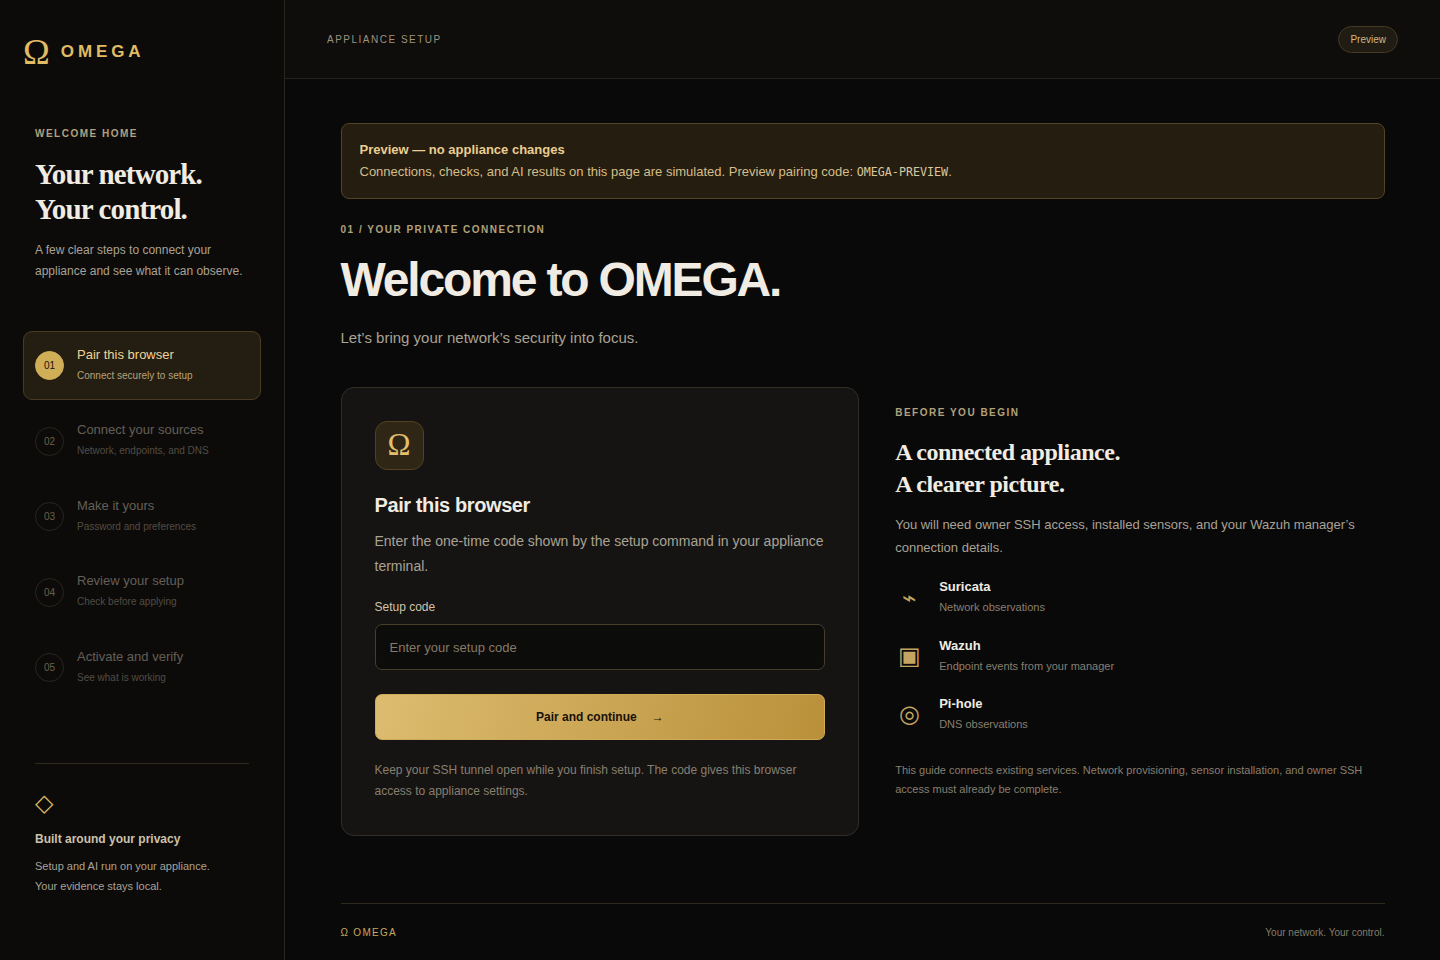 Ω OMEGA
WELCOME HOME
Your network.
Your control.
A few clear steps to connect your
appliance and see what it can observe.
01
Pair this browser
Connect securely to setup
02
Connect your sources
Network, endpoints, and DNS
03
Make it yours
Password and preferences
04
Review your setup
Check before applying
05
Activate and verify
See what is working
Built around your privacy
Setup and AI run on your appliance.
Your evidence stays local.
APPLIANCE SETUP
Preview
Preview — no appliance changes
Connections, checks, and AI results on this page are simulated. Preview pairing code: OMEGA-PREVIEW.
01 / YOUR PRIVATE CONNECTION
Welcome to OMEGA.
Let’s bring your network’s security into focus.
Ω
Pair this browser
Enter the one-time code shown by the setup command in your appliance
terminal.
Setup code
Enter your setup code
Pair and continue →
Keep your SSH tunnel open while you finish setup. The code gives this browser
access to appliance settings.
BEFORE YOU BEGIN
A connected appliance.
A clearer picture.
You will need owner SSH access, installed sensors, and your Wazuh manager’s
connection details.
Suricata
Network observations
Wazuh
Endpoint events from your manager
Pi-hole
DNS observations
This guide connects existing services. Network provisioning, sensor installation, and owner SSH
access must already be complete.
Ω OMEGA
Your network. Your control.